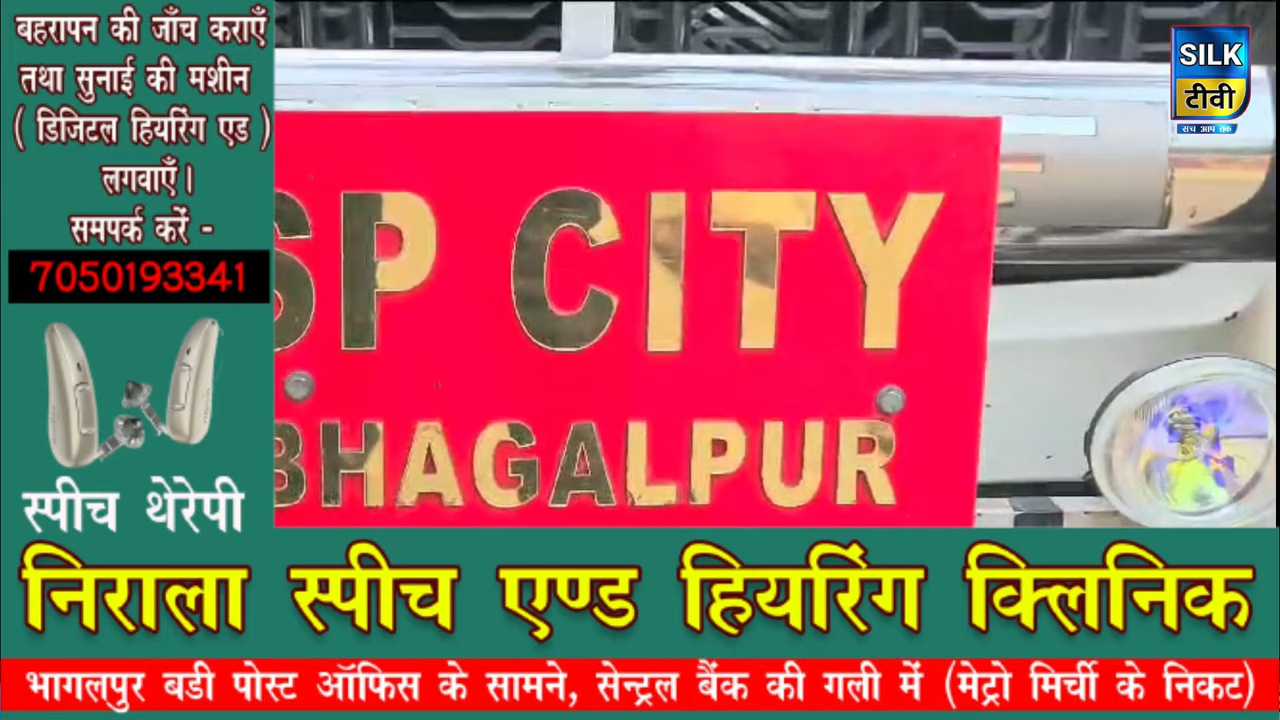 बहरापन की जाँच कराएँ
तथा सुनाई की मशीन
( डिजिटल हियरिंग एड )
लगवाएँ।
समपर्क करें -
7050193341
स्पीच थेरेपी
SILK
टीवी
सच आप तक
SP CITY
BHAGALPUR
निराला स्पीच एण्ड हियरिंग क्लिनिक
भागलपुर बडी पोस्ट ऑफिस के सामने, सेन्ट्रल बैंक की गली में (मेट्रो मिर्ची के निकट)